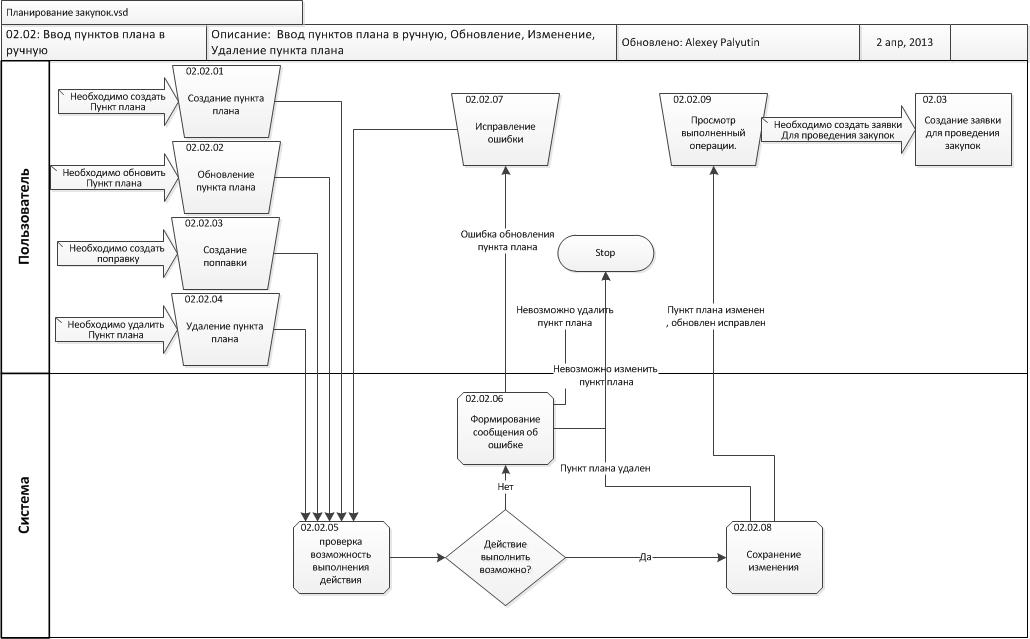 Планирование закупок.vsd
02.02: Ввод пунктов плана в
ручную
Описание:  Ввод пунктов плана в ручную, Обновление, Изменение,
Удаление пункта плана
Обновлено: Alexey Palyutin
2 апр, 2013
Пользователь
Необходимо создать
Пункт плана
02.02.01
Создание пункта
плана
Необходимо обновить
Пункт плана
02.02.02
Обновление
пункта плана
Необходимо создать
поправку
02.02.03
Создание
поппавки
Необходимо удалить
Пункт плана
02.02.04
Удаление пункта
плана
02.02.07
Исправление
ошибки
02.02.09
Просмотр
выполненный
операции.
Необходимо создать заявки
Для проведения закупок
02.03
Создание заявки
для проведения
закупок
Ошибка обновления
пункта плана
Stop
Невозможно удалить
пункт плана
Пункт плана изменен
, обновлен исправлен
Невозможно изменить
пункт плана
Система
02.02.06
Формирование
сообщения об
ошибке
Пункт плана удален
Нет
02.02.05
проверка
возможность
выполнения
действия
Действие
выполнить
возможно?
Да
02.02.08
Сохранение
изменения